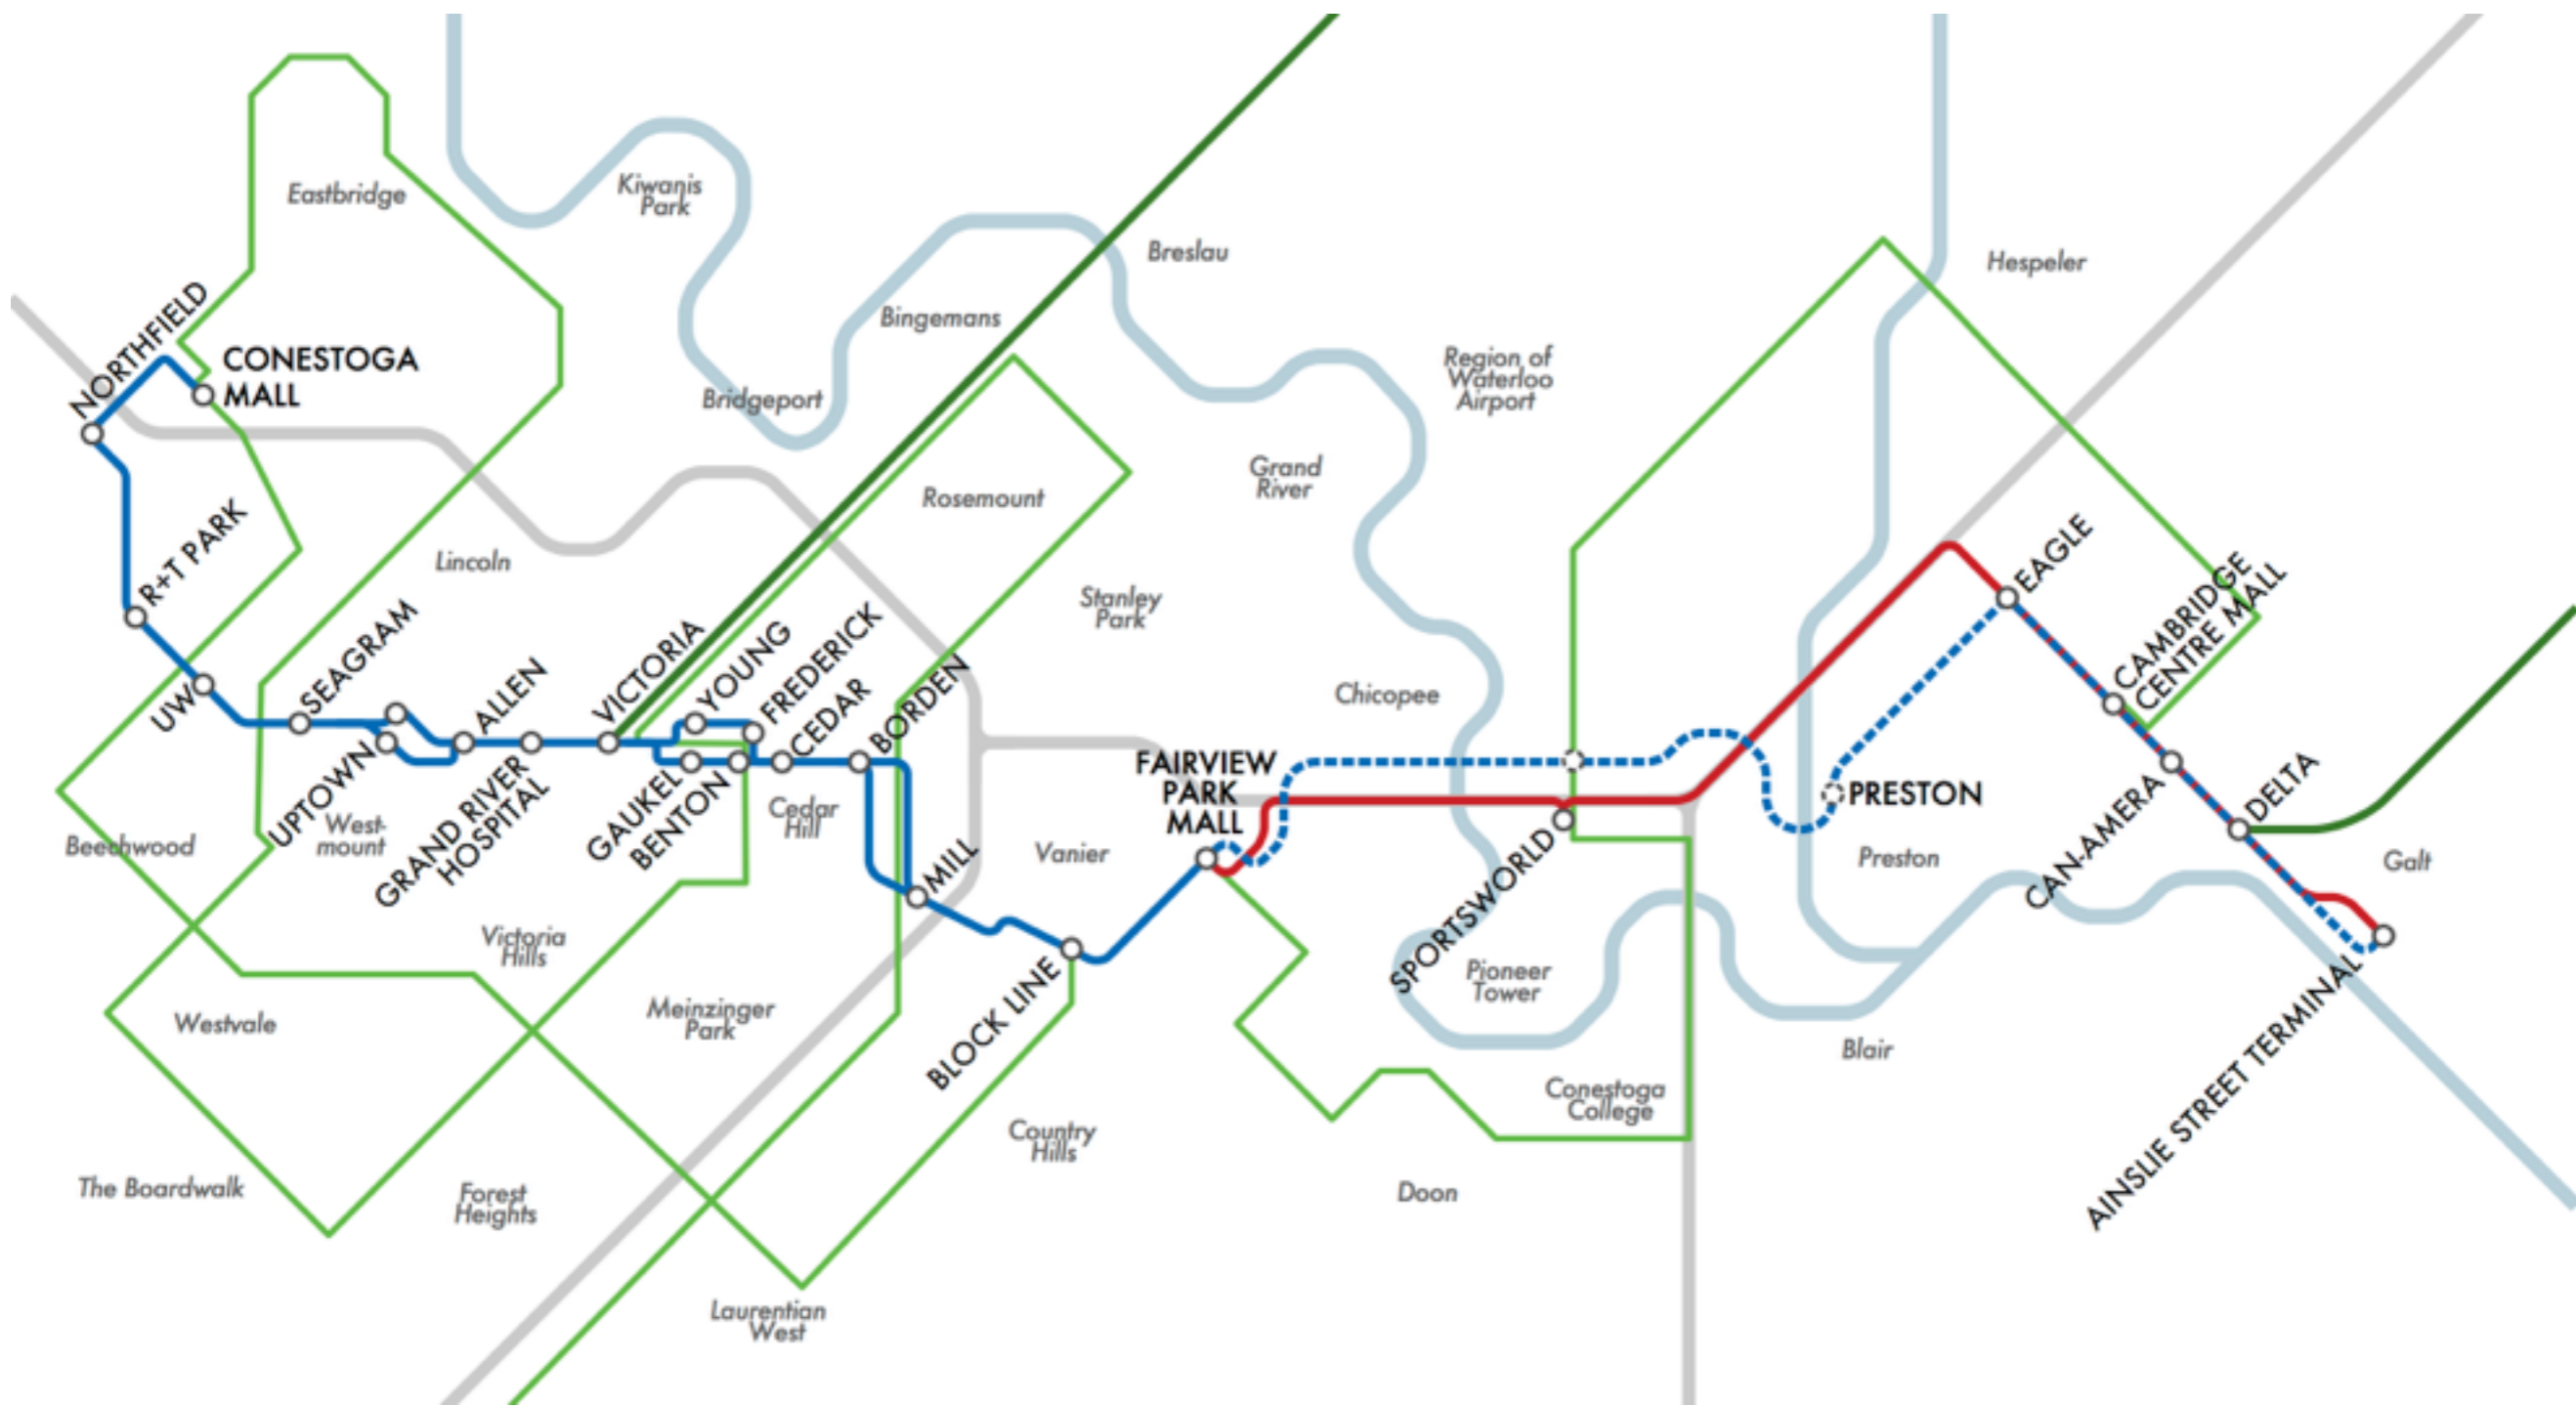 Eastbridge
Kiwanis
Park
Breslau
Hespeler
Bingemans
NORTHFIELD
CONESTOGA
MALL
Bridgeport
Region of
Waterloo
Airport
Grand
River
Rosemount
R+T PARK
Lincoln
Stanley
Park
EAGLE
CAMBRIDGE
CENTRE MALL
UW
SEAGRAM
ALLEN
VICTORIA
YOUNG
FREDERICK
CEDAR
BORDEN
Chicopee
FAIRVIEW
PARK
MALL
PRESTON
DELTA
UPTOWN
GRAND RIVER
HOSPITAL
GAUKEL
BENTON
Cedar
Hill
Beechwood
West-
mount
MILL
Vanier
Preston
CAN-AMERA
Galt
SPORTSWORLD
Victoria
Hills
Pioneer
Tower
Westvale
Meinzinger
Park
BLOCK LINE
Blair
AINSLIE STREET TERMINAL
Conestoga
College
Country
Hills
The Boardwalk
Forest
Heights
Doon
Laurentian
West